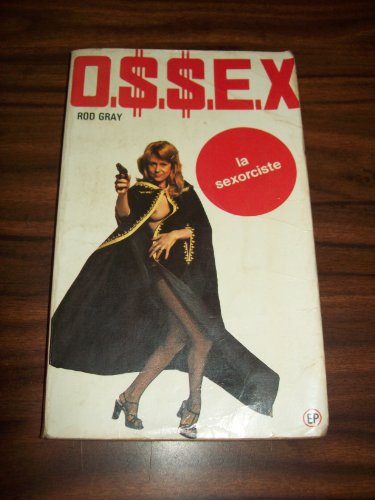 O.$.$.E.X
ROD GRAY
la
sexorciste
EP